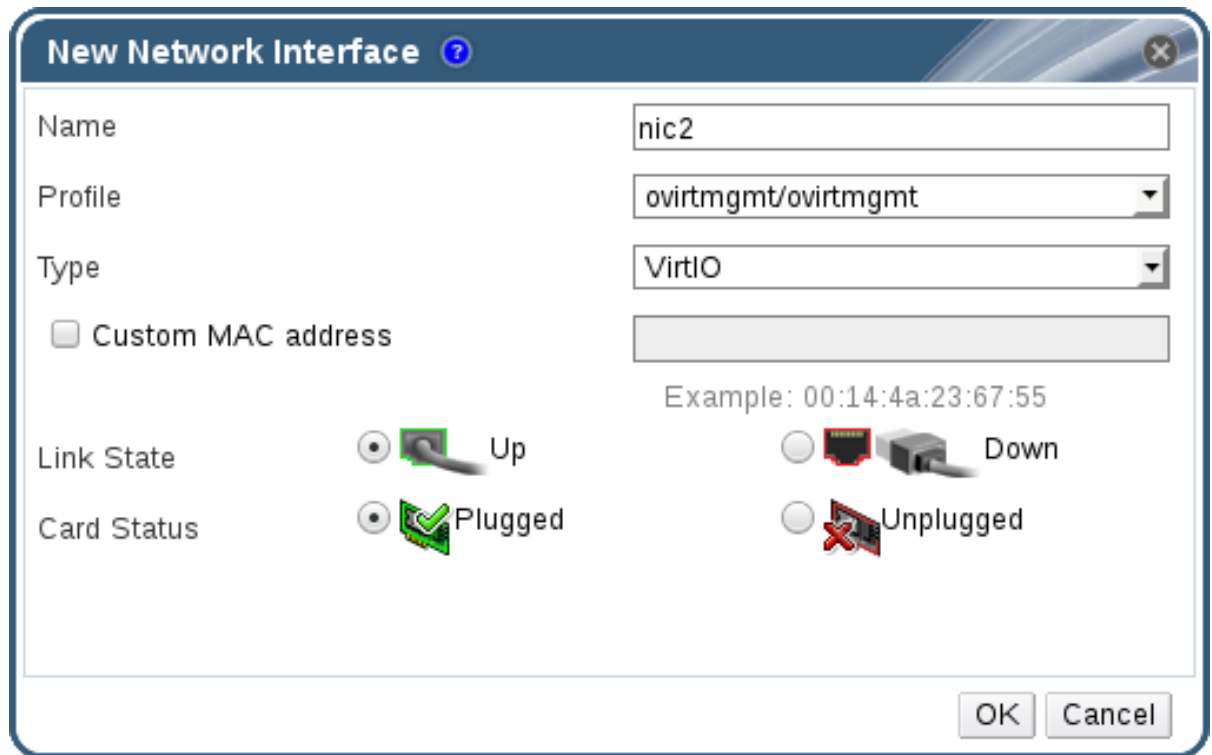 New Network Interface ?
Name nic2
Profile ovirtmgmt/ovirtmgmt
Type VirtIO
Custom MAC address
Example: 00:14:4a:23:67:55
Link State Up Down
Card Status Plugged Unplugged
OK Cancel